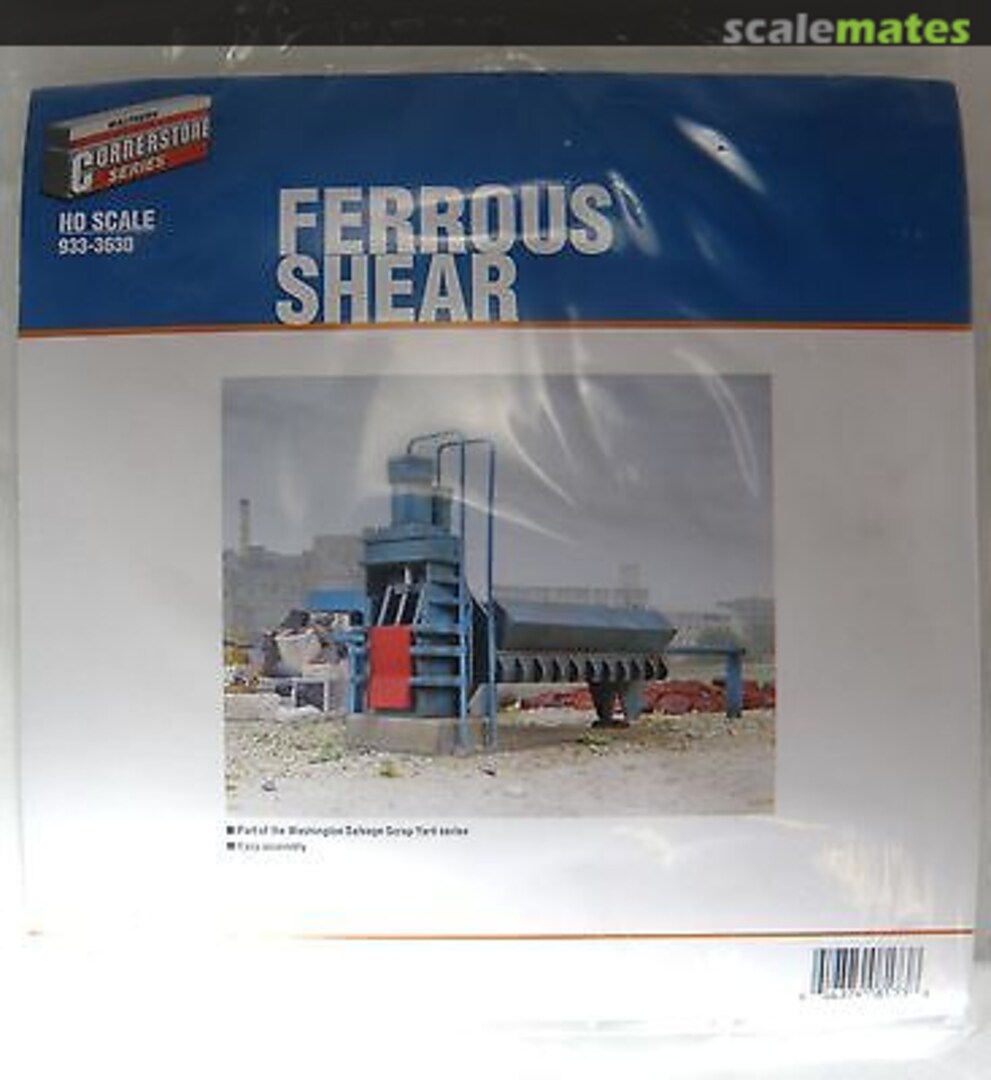 scalemates
WALTHERS
CORNERSTONE
SERIES
HO SCALE
933-3630
FERROUS
SHEAR
Part of the Washington Salvage Scrap Yard series
Easy assembly